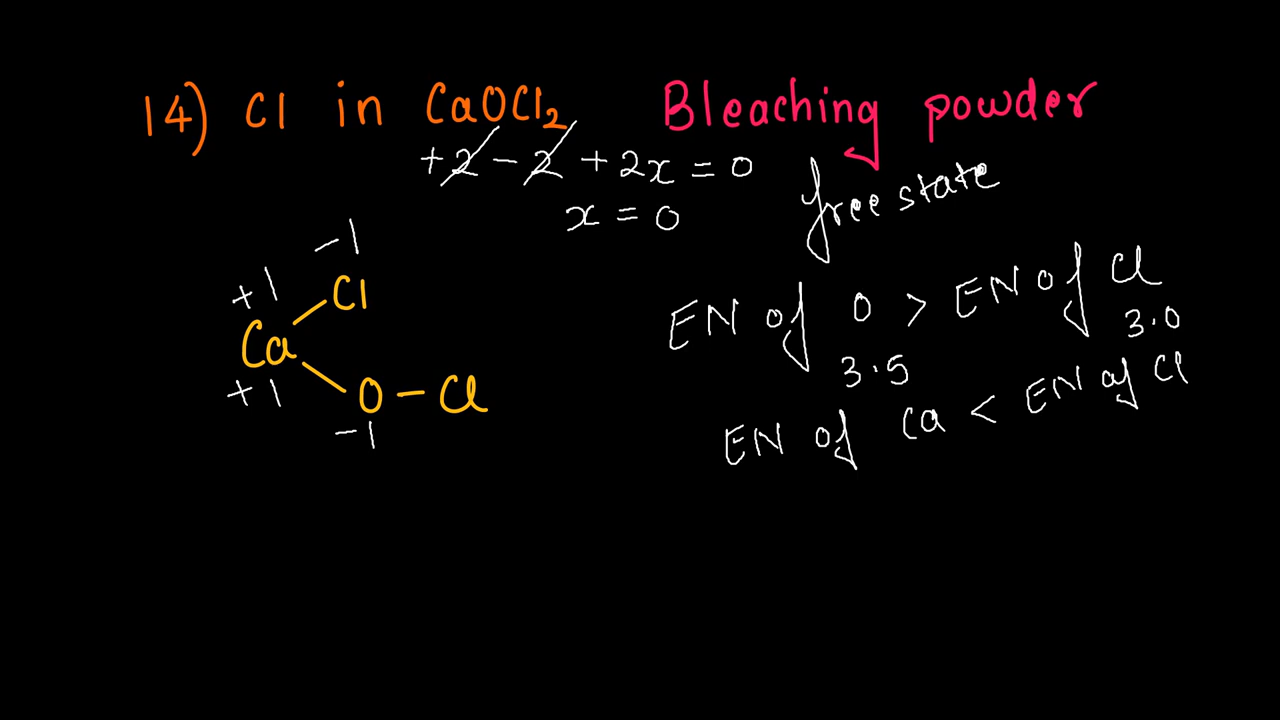 14) Cl in CaOCl₂ Bleaching powder
+2 - 2 + 2x = 0
x = 0
free state
-1
+1 Cl
Ca
+1 O - Cl
-1
EN of O > EN of Cl
3.5 3.0
EN of Ca < EN of Cl